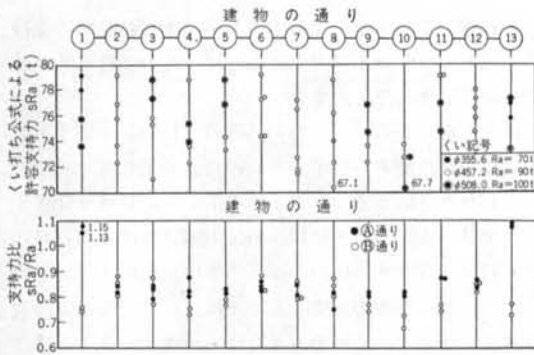 建物の通り
1 2 3 4 5 6 7 8 9 10 11 12 13
くい打ち公式による
許容支持力 sRa (t)
80
78
76
74
72
70
67.1
67.7
くい記号
φ355.6 Ra= 70t
φ457.2 Ra= 90t
φ508.0 Ra=100t
建物の通り
支持力比
sRa/Ra
1.1
1.0
0.9
0.8
0.7
0.6
1.15
1.13
Ⓐ通り
Ⓑ通り